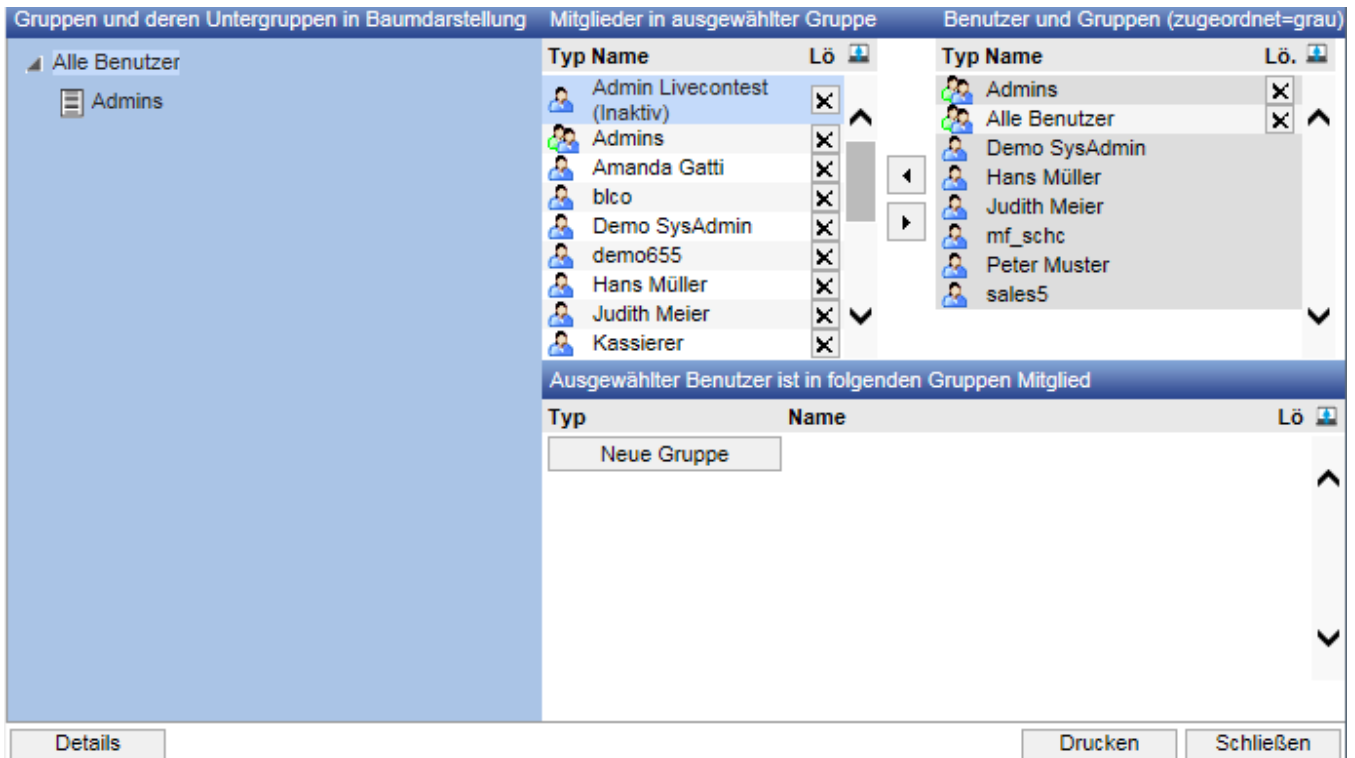 Gruppen und deren Untergruppen in Baumdarstellung
Alle Benutzer
Admins
Mitglieder in ausgewählter Gruppe
Typ Name Lö
Admin Livecontest
(Inaktiv)
Admins
Amanda Gatti
blco
Demo SysAdmin
demo655
Hans Müller
Judith Meier
Kassierer
Benutzer und Gruppen (zugeordnet=grau)
Typ Name Lö.
Admins
Alle Benutzer
Demo SysAdmin
Hans Müller
Judith Meier
mf_schc
Peter Muster
sales5
Ausgewählter Benutzer ist in folgenden Gruppen Mitglied
Typ Name Lö
Neue Gruppe
Details Drucken Schließen